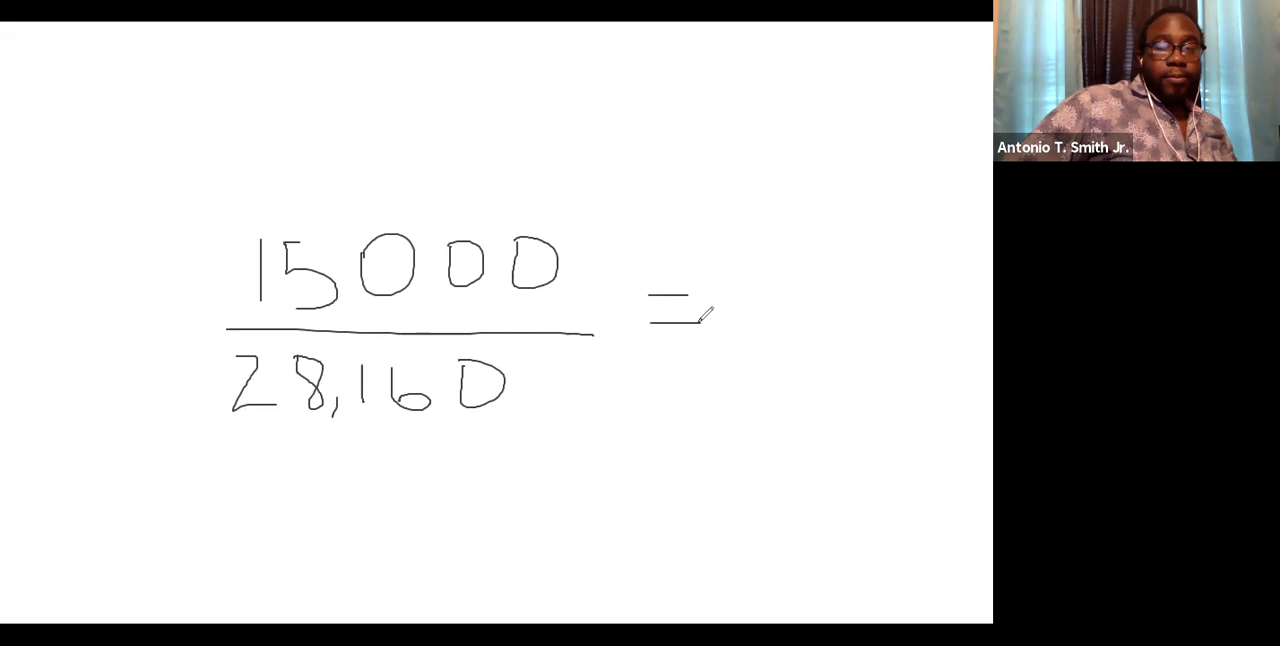 15000
=
28,160
Antonio T. Smith Jr.